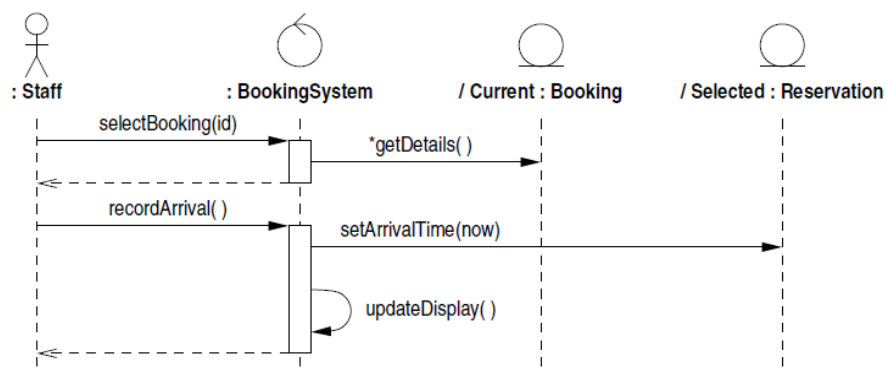 : Staff
: BookingSystem
/ Current : Booking
/ Selected : Reservation
selectBooking(id)
*getDetails( )
recordArrival( )
setArrivalTime(now)
updateDisplay( )